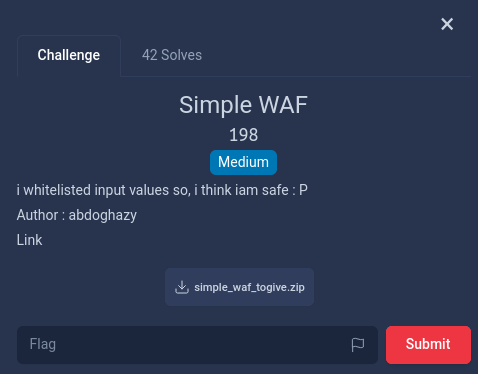 ×
Challenge
42 Solves
Simple WAF
198
Medium
i whitelisted input values so, i think iam safe : P
Author : abdoghazy
Link
simple_waf_togive.zip
Flag
Submit